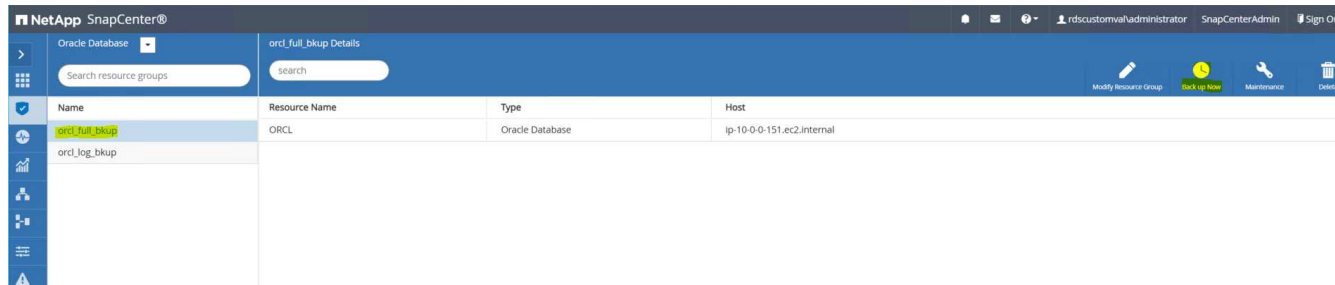 NetApp SnapCenter®
rdscustomval\administrator SnapCenterAdmin Sign O
Oracle Database
orcl_full_bkup Details
Search resource groups
search
Modify Resource Group Back up Now Maintenance Delet
Name Resource Name Type Host
orcl_full_bkup ORCL Oracle Database ip-10-0-0-151.ec2.internal
orcl_log_bkup